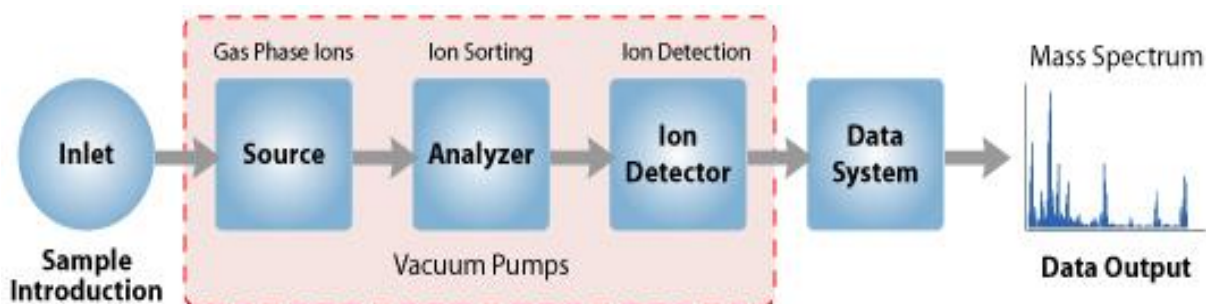 Gas Phase Ions
Ion Sorting
Ion Detection
Mass Spectrum
Inlet
Source
Analyzer
Ion
Detector
Data
System
Sample
Introduction
Vacuum Pumps
Data Output